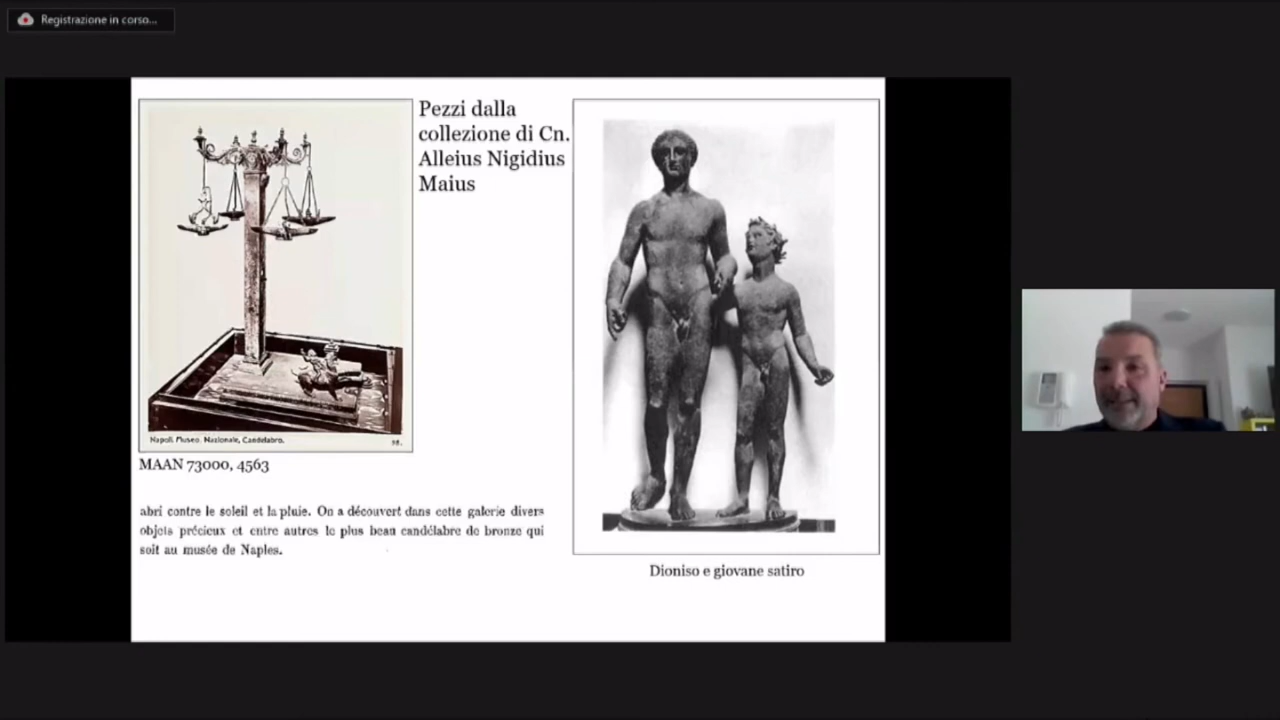 Registrazione in corso...
Pezzi dalla
collezione di Cn.
Alleius Nigidius
Maius
Napoli. Museo. Nazionale, Candelabro.
MAAN 73000, 4563
abri contre le soleil et la pluie. On a découvert dans cette galerie divers
objets précieux et entre autres le plus beau candélabre de bronze qui
soit au musée de Naples.
Dioniso e giovane satiro